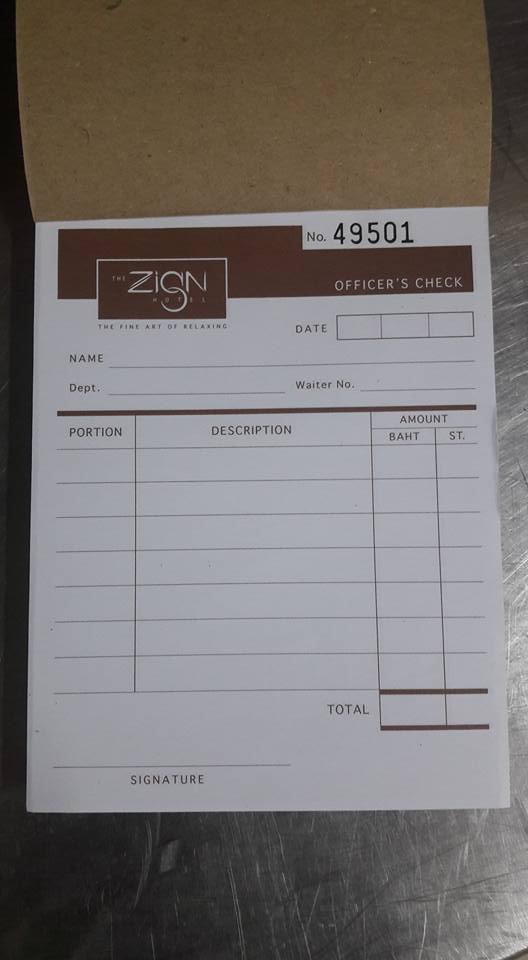 No. 49501
THE ZIGN
HOTEL
OFFICER'S CHECK
THE FINE ART OF RELAXING
DATE
NAME
Dept. Waiter No.
PORTION DESCRIPTION AMOUNT
BAHT ST.
TOTAL
SIGNATURE